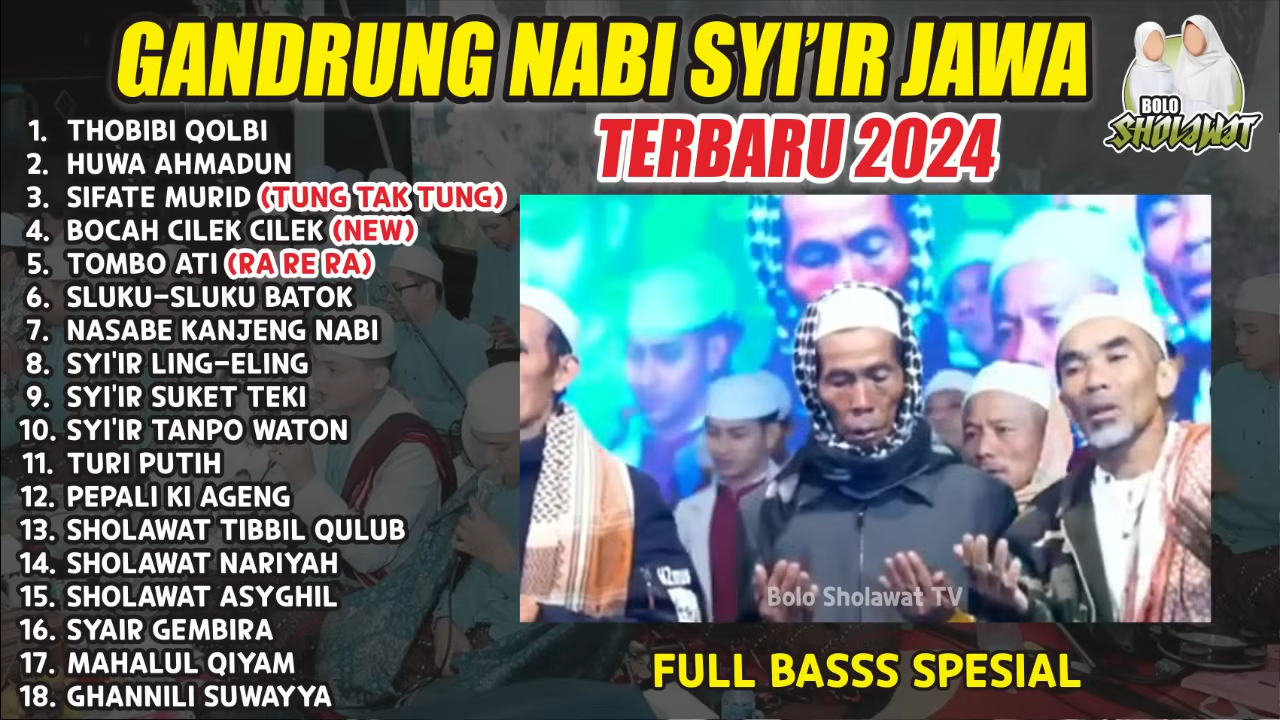 GANDRUNG NABI SYI'IR JAWA
TERBARU 2024
BOLO
SHOLAWAT
1. THOBIBI QOLBI
2. HUWA AHMADUN
3. SIFATE MURID (TUNG TAK TUNG)
4. BOCAH CILEK CILEK (NEW)
5. TOMBO ATI (RA RE RA)
6. SLUKU-SLUKU BATOK
7. NASABE KANJENG NABI
8. SYI'IR LING-ELING
9. SYI'IR SUKET TEKI
10. SYI'IR TANPO WATON
11. TURI PUTIH
12. PEPALI KI AGENG
13. SHOLAWAT TIBBIL QULUB
14. SHOLAWAT NARIYAH
15. SHOLAWAT ASYGHIL
16. SYAIR GEMBIRA
17. MAHALUL QIYAM
18. GHANNILI SUWAYYA
Bolo Sholawat TV
FULL BASSS SPESIAL